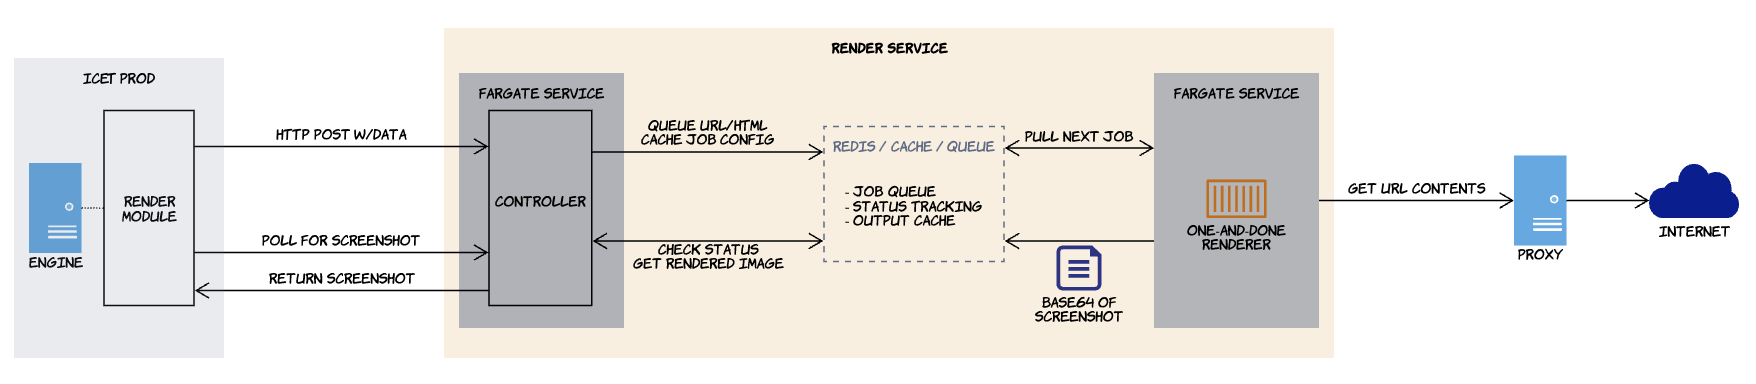 RENDER SERVICE
ICET PROD
FARGATE SERVICE
FARGATE SERVICE
HTTP POST W/DATA
QUEUE URL/HTML
CACHE JOB CONFIG
PULL NEXT JOB
REDIS / CACHE / QUEUE
- JOB QUEUE
- STATUS TRACKING
- OUTPUT CACHE
RENDER
MODULE
CONTROLLER
GET URL CONTENTS
ONE-AND-DONE
RENDERER
INTERNET
POLL FOR SCREENSHOT
CHECK STATUS
GET RENDERED IMAGE
ENGINE
PROXY
RETURN SCREENSHOT
BASE64 OF
SCREENSHOT